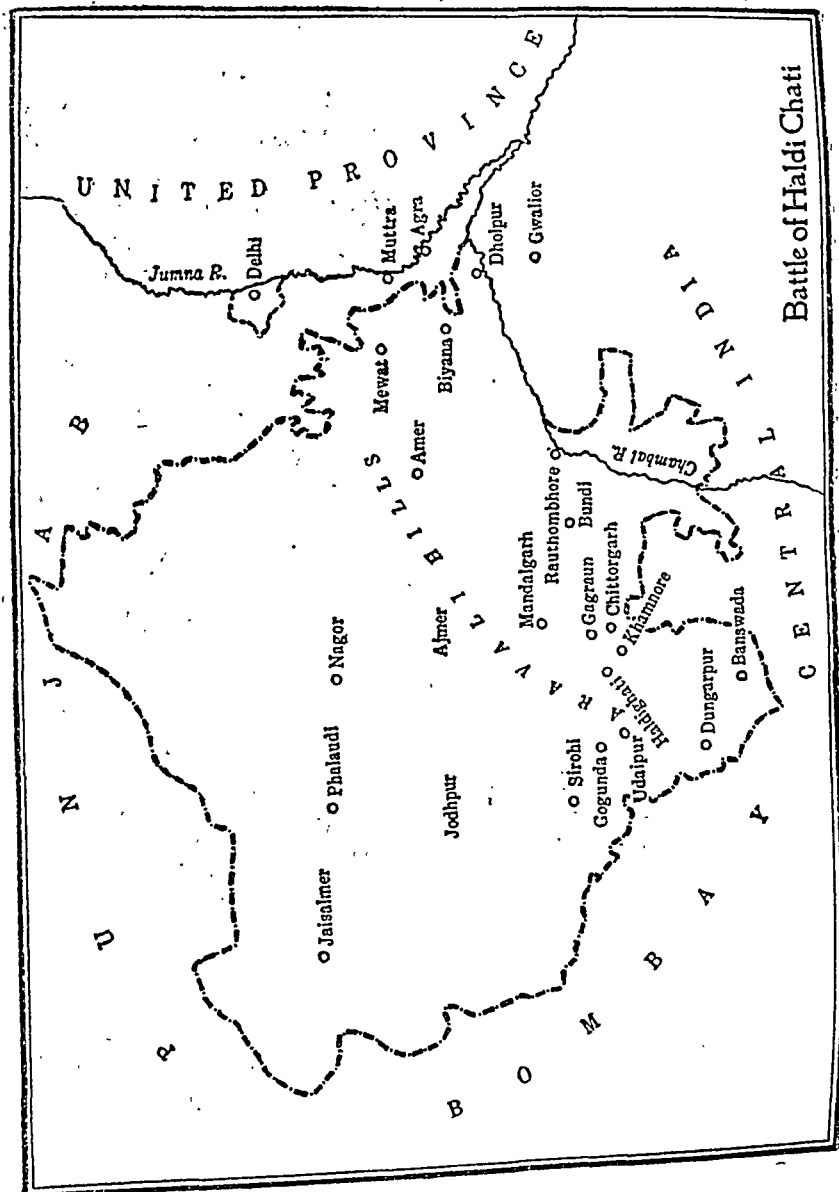 Battle of Haldi Chati
PUNJAB
UNITED PROVINCE
CENTRAL INDIA
BOMBAY
ARAVALI HILLS
Jumna R.
Delhi
Muttra
Agra
Mewat
Biyana
Dholpur
Gwalior
Amer
Chambal R.
Rauthombhore
Bundi
Mandalgarh
Gagraun
Chittorgarh
Khamnore
Haldighati
Ajmer
Nagor
Phalaudi
Jodhpur
Jaisalmer
Sirohi
Gogunda
Udaipur
Dungarpur
Banswada